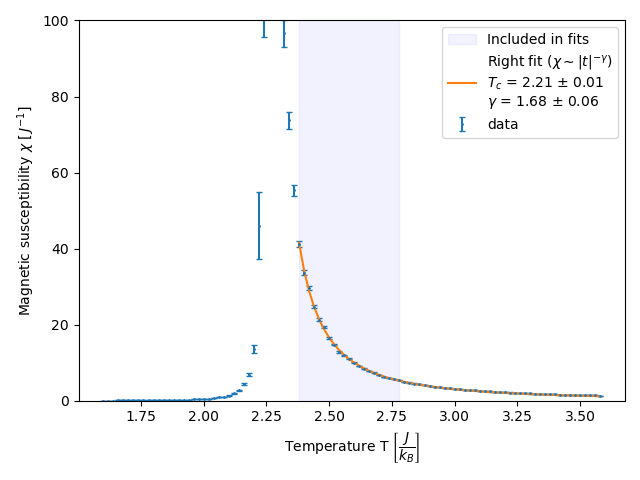 100
80
60
40
20
0
Magnetic susceptibility χ [J⁻¹]
Included in fits
Right fit (χ ~ |t|^−γ)
T_c = 2.21 ± 0.01
γ = 1.68 ± 0.06
data
1.75 2.00 2.25 2.50 2.75 3.00 3.25 3.50
Temperature T [J/k_B]